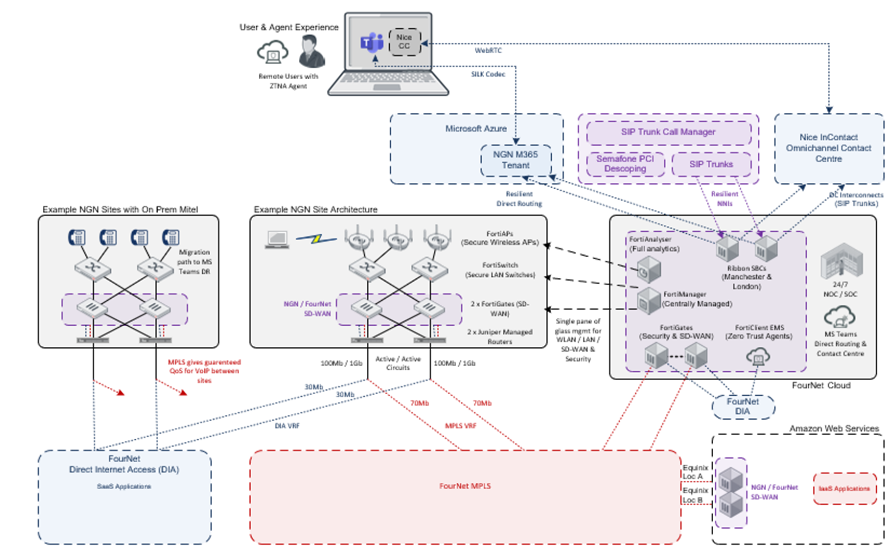 User & Agent Experience
Remote Users with
ZTNA Agent
Nice
CC
WebRTC
SILK Codec
Microsoft Azure
NGN M365
Tenant
SIP Trunk Call Manager
Semafone PCI
Descoping
SIP Trunks
Nice InContact
Omnichannel Contact
Centre
Resilient
Direct Routing
Resilient
NNIs
DC Interconnects
(SIP Trunks)
Example NGN Sites with On Prem Mitel
Migration
path to MS
Teams DR
MPLS gives guarenteed
QoS for VoIP between
sites
Example NGN Site Architecture
FortiAPs
(Secure Wireless APs)
FortiSwitch
(Secure LAN Switches)
NGN / FourNet
SD-WAN
2 x FortiGates (SD-
WAN)
2 x Juniper Managed
Routers
100Mb / 1Gb
Active / Active
Circuits
100Mb / 1Gb
Single pane of
glass mgmt for
WLAN / LAN /
SD-WAN &
Security
FortiAnalyser
(Full analytics)
FortiManager
(Centrally Managed)
Ribbon SBCs
(Manchester &
London)
FortiGates
(Security & SD-WAN)
FortiClient EMS
(Zero Trust Agents)
24/7
NOC / SOC
MS Teams
Direct Routing &
Contact Centre
FourNet Cloud
FourNet
DIA
30Mb
30Mb
DIA VRF
70Mb
70Mb
MPLS VRF
FourNet
Direct Internet Access (DIA)
SaaS Applications
FourNet MPLS
Equinix
Loc A
Equinix
Loc B
Amazon Web Services
NGN / FourNet
SD-WAN
IaaS Applications